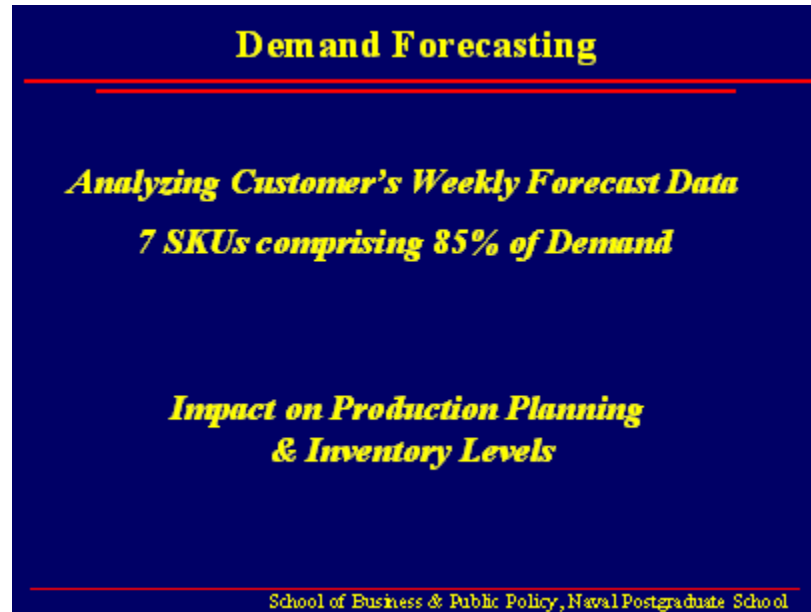 Demand Forecasting
Analyzing Customer's Weekly Forecast Data
7 SKUs comprising 85% of Demand
Impact on Production Planning
& Inventory Levels
School of Business & Public Policy, Naval Postgraduate School